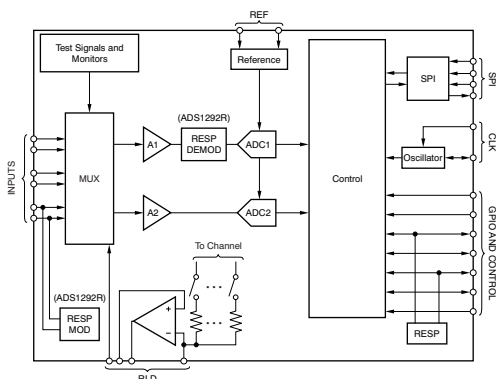 REF
Test Signals and
Monitors
Reference
SPI
SPI
(ADS1292R)
A1
RESP
DEMOD
ADC1
MUX
INPUTS
Control
Oscillator
CLK
A2
ADC2
To Channel
GPIO AND CONTROL
(ADS1292R)
RESP
MOD
+
−
RESP
RLD